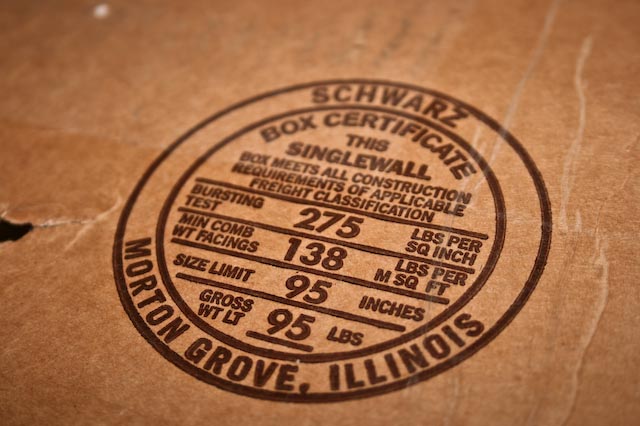 SCHWARZ
BOX CERTIFICATE
THIS
SINGLEWALL
BOX MEETS ALL CONSTRUCTION
REQUIREMENTS OF APPLICABLE
FREIGHT CLASSIFICATION
BURSTING TEST 275 LBS PER SQ INCH
MIN COMB WT FACINGS 138 LBS PER M SQ FT
SIZE LIMIT 95 INCHES
GROSS WT LT 95 LBS
MORTON GROVE, ILLINOIS